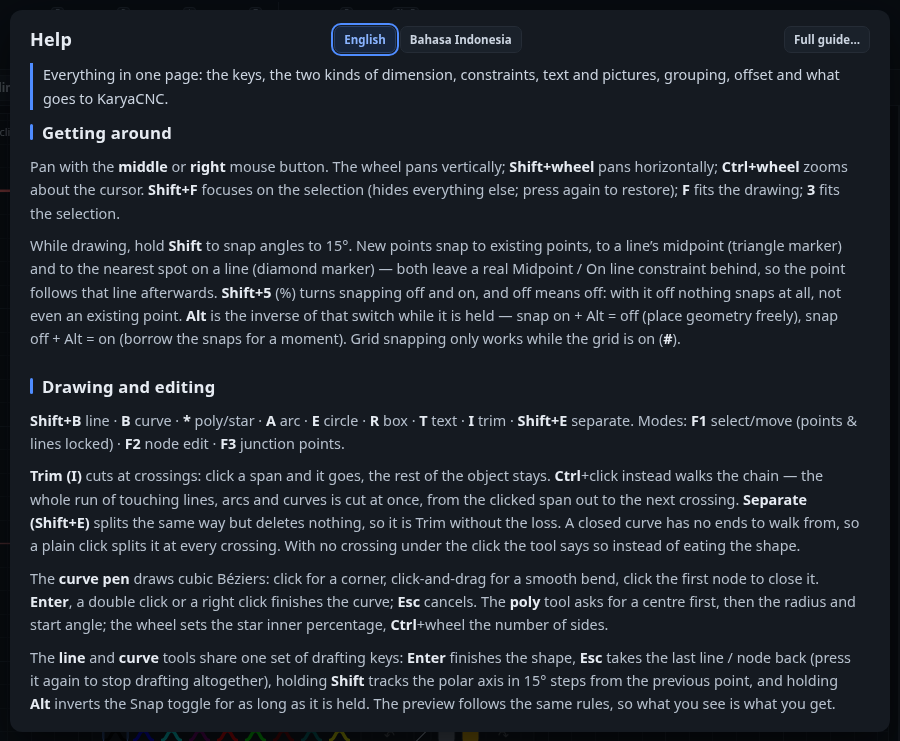 Help
English
Bahasa Indonesia
Full guide...
Everything in one page: the keys, the two kinds of dimension, constraints, text and pictures, grouping, offset and what
goes to KaryaCNC.
Getting around
Pan with the middle or right mouse button. The wheel pans vertically; Shift+wheel pans horizontally; Ctrl+wheel zooms
about the cursor. Shift+F focuses on the selection (hides everything else; press again to restore); F fits the drawing; 3 fits
the selection.
While drawing, hold Shift to snap angles to 15°. New points snap to existing points, to a line’s midpoint (triangle marker)
and to the nearest spot on a line (diamond marker) — both leave a real Midpoint / On line constraint behind, so the point
follows that line afterwards. Shift+5 (%) turns snapping off and on, and off means off: with it off nothing snaps at all, not
even an existing point. Alt is the inverse of that switch while it is held — snap on + Alt = off (place geometry freely), snap
off + Alt = on (borrow the snaps for a moment). Grid snapping only works while the grid is on (#).
Drawing and editing
Shift+B line · B curve · * poly/star · A arc · E circle · R box · T text · I trim · Shift+E separate. Modes: F1 select/move (points &
lines locked) · F2 node edit · F3 junction points.
Trim (I) cuts at crossings: click a span and it goes, the rest of the object stays. Ctrl+click instead walks the chain — the
whole run of touching lines, arcs and curves is cut at once, from the clicked span out to the next crossing. Separate
(Shift+E) splits the same way but deletes nothing, so it is Trim without the loss. A closed curve has no ends to walk from, so
a plain click splits it at every crossing. With no crossing under the click the tool says so instead of eating the shape.
The curve pen draws cubic Béziers: click for a corner, click-and-drag for a smooth bend, click the first node to close it.
Enter, a double click or a right click finishes the curve; Esc cancels. The poly tool asks for a centre first, then the radius and
start angle; the wheel sets the star inner percentage, Ctrl+wheel the number of sides.
The line and curve tools share one set of drafting keys: Enter finishes the shape, Esc takes the last line / node back (press
it again to stop drafting altogether), holding Shift tracks the polar axis in 15° steps from the previous point, and holding
Alt inverts the Snap toggle for as long as it is held. The preview follows the same rules, so what you see is what you get.